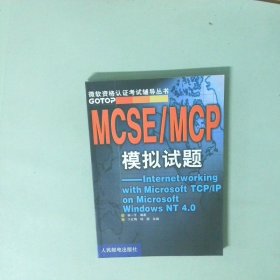 微软资格认证考试辅导丛书
GOTOP
MCSE/MCP
模拟试题
——Internetworking
with Microsoft TCP/IP
on Microsoft
Windows NT 4.0
人民邮电出版社